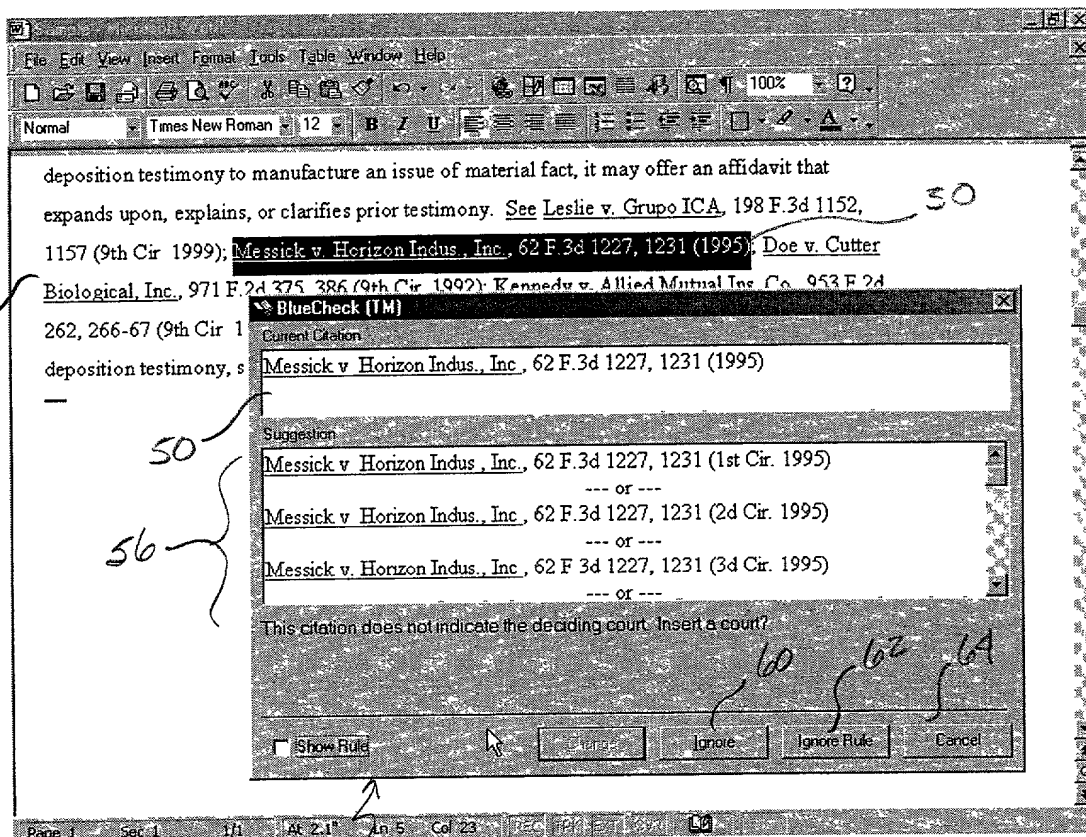 File Edit View Insert Format Tools Table Window Help
100%
Normal Times New Roman 12 B I U A
deposition testimony to manufacture an issue of material fact, it may offer an affidavit that
expands upon, explains, or clarifies prior testimony. See Leslie v. Grupo ICA, 198 F.3d 1152,
50
1157 (9th Cir 1999); Messick v. Horizon Indus., Inc., 62 F.3d 1227, 1231 (1995); Doe v. Cutter
Biological, Inc., 971 F.2d 375, 386 (9th Cir. 1992); Kennedy v. Allied Mutual Ins. Co., 953 F.2d
262, 266-67 (9th Cir 1
deposition testimony, s
BlueCheck [TM]
Current Citation
Messick v Horizon Indus., Inc , 62 F.3d 1227, 1231 (1995)
50
Suggestion
Messick v Horizon Indus , Inc., 62 F.3d 1227, 1231 (1st Cir. 1995)
--- or ---
Messick v Horizon Indus., Inc , 62 F.3d 1227, 1231 (2d Cir. 1995)
--- or ---
Messick v. Horizon Indus., Inc , 62 F 3d 1227, 1231 (3d Cir. 1995)
--- or ---
56
This citation does not indicate the deciding court. Insert a court?
60 62 64
Show Rule Change Ignore Ignore Rule Cancel
Page 1 Sec 1 1/1 At 2.1" Ln 5 Col 23 REC TRK EXT OVR